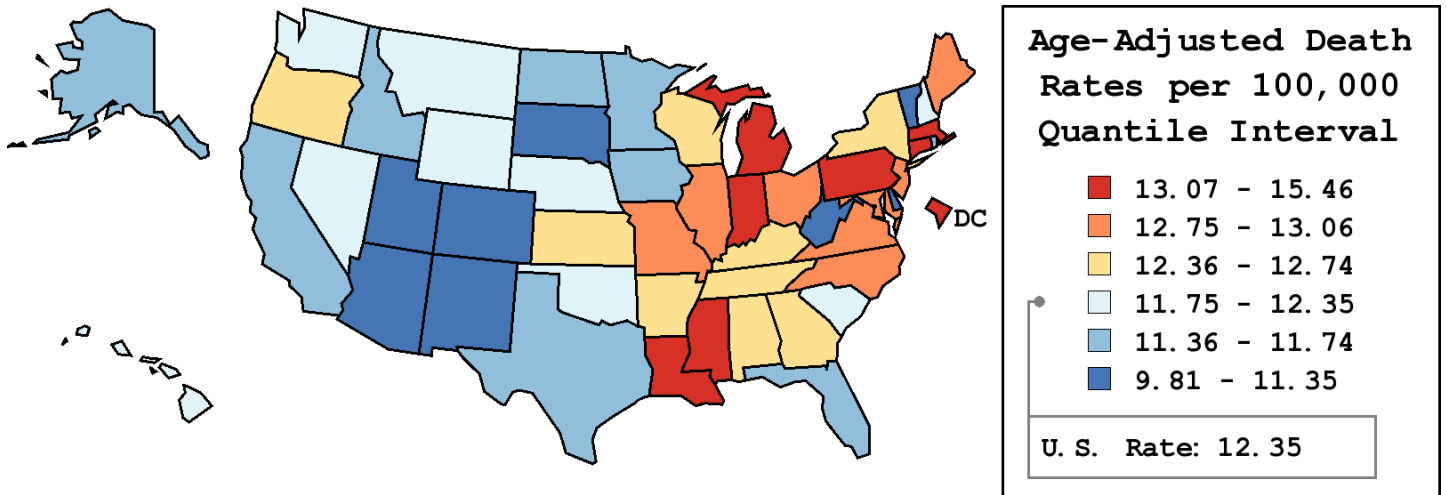 Age-Adjusted Death
Rates per 100,000
Quantile Interval
13.07 - 15.46
12.75 - 13.06
12.36 - 12.74
11.75 - 12.35
11.36 - 11.74
9.81 - 11.35
U.S. Rate: 12.35
DC